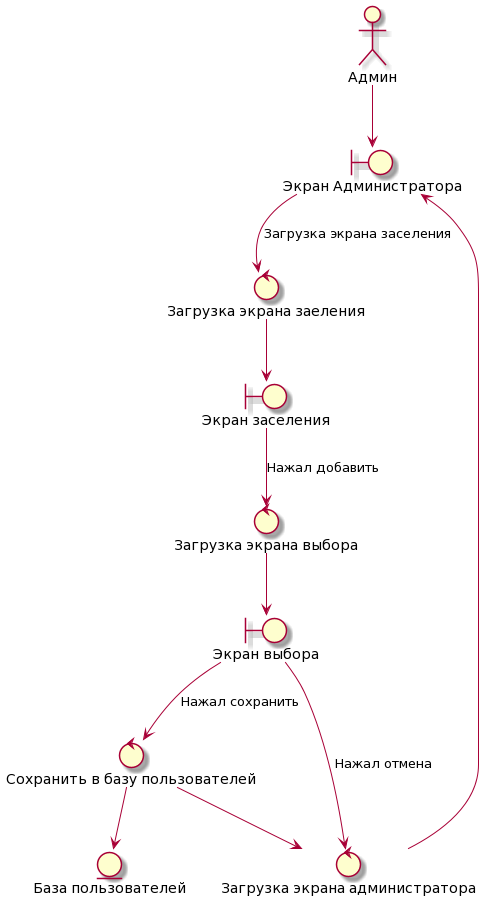 Админ
Экран Администратора
Загрузка экрана заселения
Загрузка экрана заеления
Экран заселения
Нажал добавить
Загрузка экрана выбора
Экран выбора
Нажал сохранить
Нажал отмена
Сохранить в базу пользователей
База пользователей
Загрузка экрана администратора